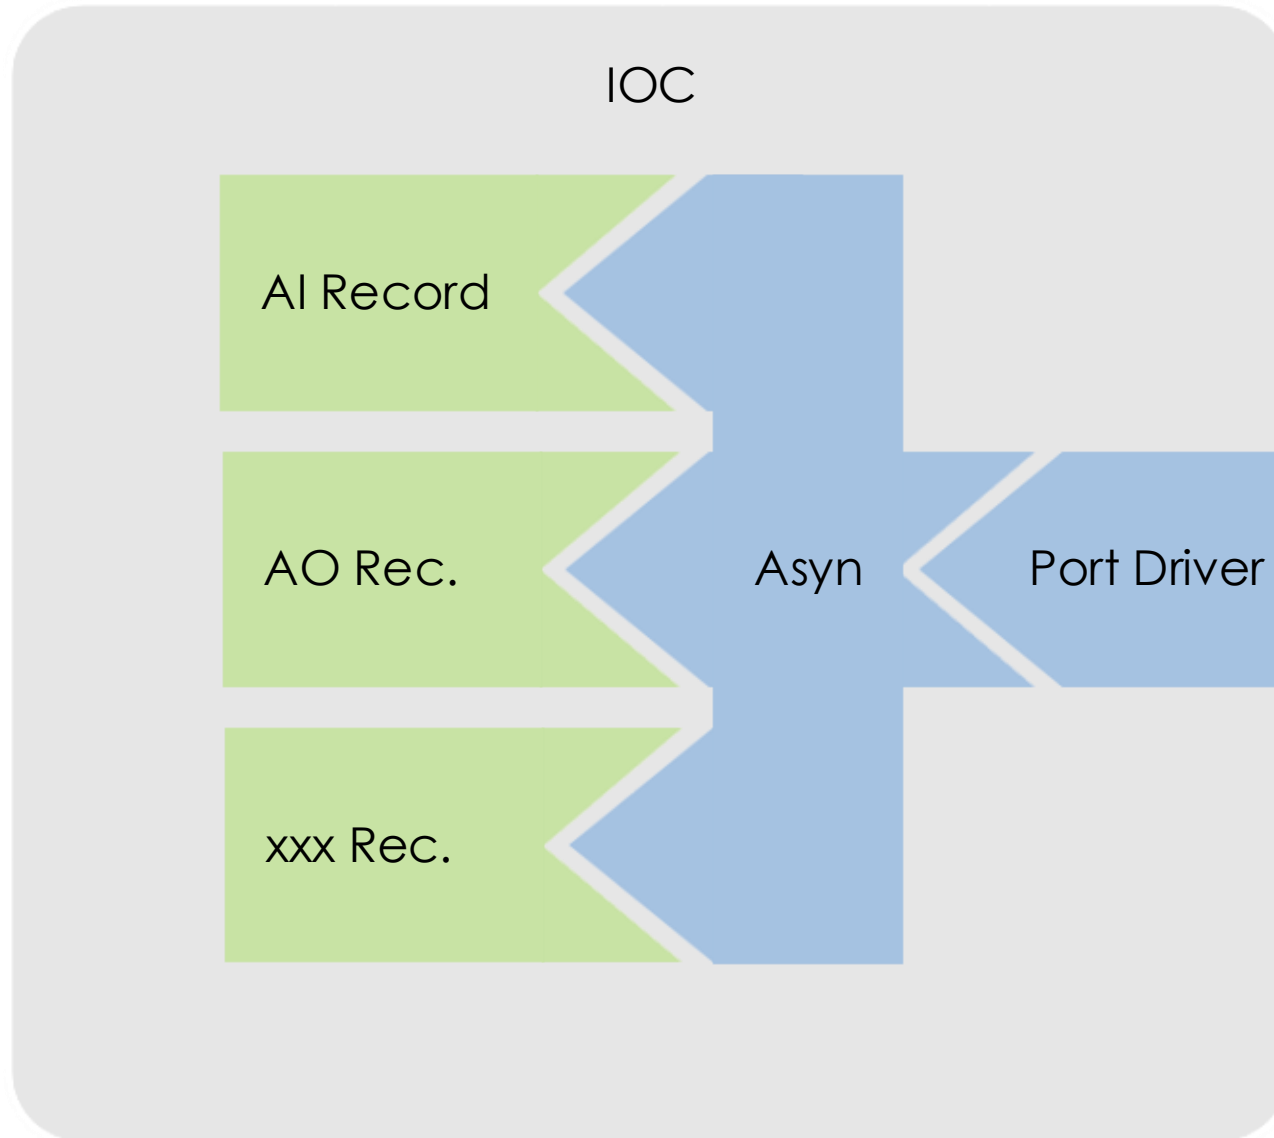 IOC
AI Record
AO Rec.
Asyn
Port Driver
xxx Rec.